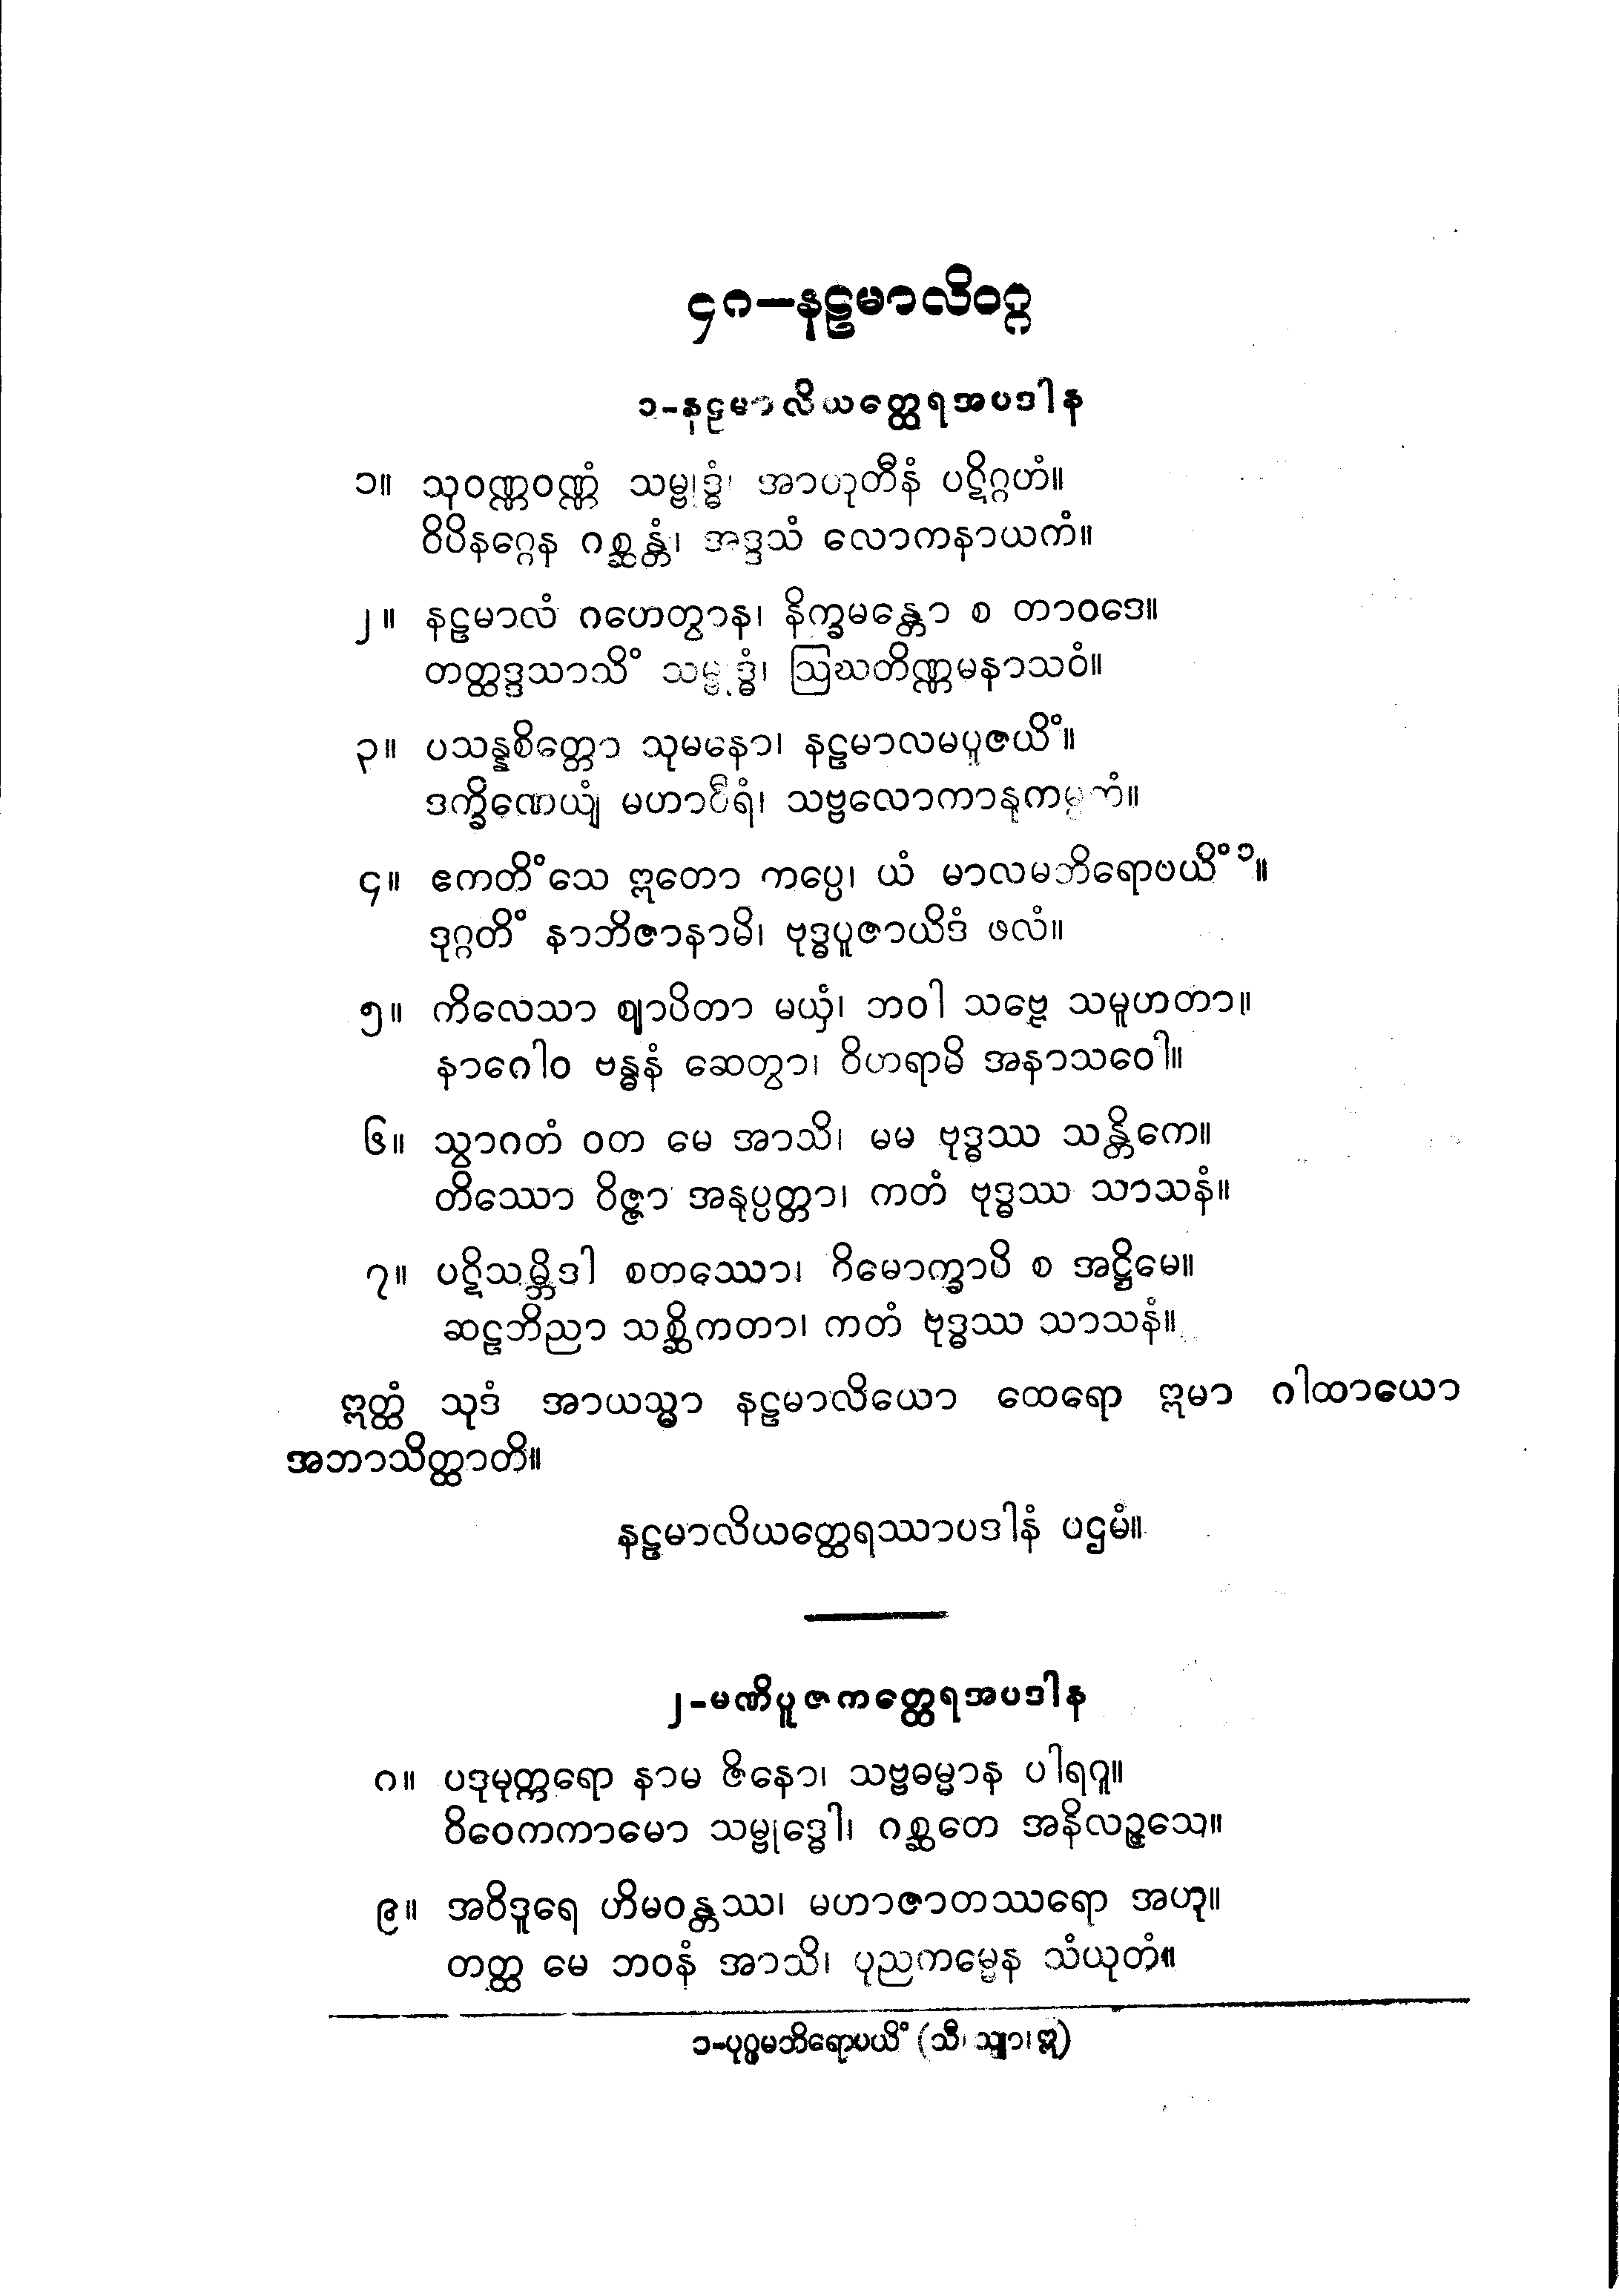 ၄၈—နဠမာလိဝဂ္ဂ
၁-နဠမာလိယတ္ထေရအပဒါန
၁။ သုဝဏ္ဏဝဏ္ဏံ သမ္ဗုဒ္ဓံ၊ အာဟုတီနံ ပဋိဂ္ဂဟံ။
ဝိပိနဂ္ဂေန ဂစ္ဆန္တံ၊ အဒ္ဒသံ လောကနာယကံ။
၂။ နဠမာလံ ဂဟေတွာန၊ နိက္ခမန္တော စ တာဝဒေ။
တတ္ထဒ္ဒသာသိံ သမ္ဗုဒ္ဓံ၊ ဩဃတိဏ္ဏမနာသဝံ။
၃။ ပသန္နစိတ္တော သုမနော၊ နဠမာလမပူဇယိံ။
ဒက္ခိဏေယျံ မဟာဝီရံ၊ သဗ္ဗလောကာနုကမ္ပကံ။
၄။ ဧကတိံသေ ဣတော ကပ္ပေ၊ ယံ မာလမဘိရောပယိံ ၁။
ဒုဂ္ဂတိံ နာဘိဇာနာမိ၊ ဗုဒ္ဓပူဇာယိဒံ ဖလံ။
၅။ ကိလေသာ ဈာပိတာ မယှံ၊ ဘဝါ သဗ္ဗေ သမူဟတာ။
နာဂေါဝ ဗန္ဓနံ ဆေတွာ၊ ဝိဟရာမိ အနာသဝေါ။
၆။ သွာဂတံ ဝတ မေ အာသိ၊ မမ ဗုဒ္ဓဿ သန္တိကေ။
တိဿော ဝိဇ္ဇာ အနုပ္ပတ္တာ၊ ကတံ ဗုဒ္ဓဿ သာသနံ။
၇။ ပဋိသမ္ဘိဒါ စတဿော၊ ဝိမောက္ခာပိ စ အဋ္ဌိမေ။
ဆဠဘိညာ သစ္ဆိကတာ၊ ကတံ ဗုဒ္ဓဿ သာသနံ။
ဣတ္ထံ သုဒံ အာယသ္မာ နဠမာလိယော ထေရော ဣမာ ဂါထာယော
အဘာသိတ္ထာတိ။
နဠမာလိယတ္ထေရဿာပဒါနံ ပဌမံ။
၂-မဏိပူဇကတ္ထေရအပဒါန
၈။ ပဒုမုတ္တရော နာမ ဇိနော၊ သဗ္ဗဓမ္မာန ပါရဂူ။
ဝိဝေကကာမော သမ္ဗုဒ္ဓေါ၊ ဂစ္ဆတေ အနိလဉ္ဇသေ။
၉။ အဝိဒူရေ ဟိမဝန္တဿ၊ မဟာဇာတဿရော အဟု။
တတ္ထ မေ ဘဝနံ အာသိ၊ ပုညကမ္မေန သံယုတံ။
၁-ပုပ္ဖမဘိရောပယိံ (သီ၊ သျာ၊ ဣ)